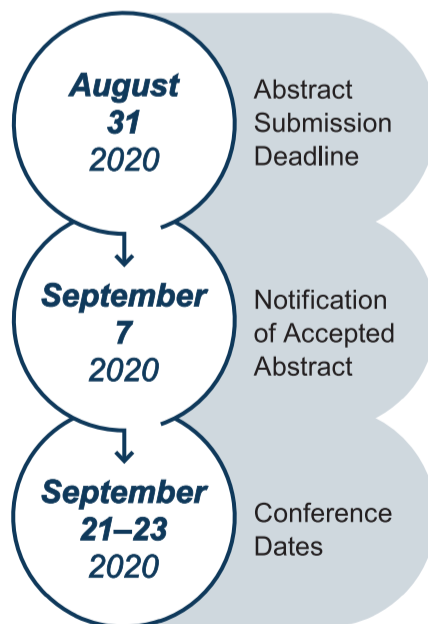 August
31
2020
Abstract
Submission
Deadline
September
7
2020
Notification
of Accepted
Abstract
September
21–23
2020
Conference
Dates